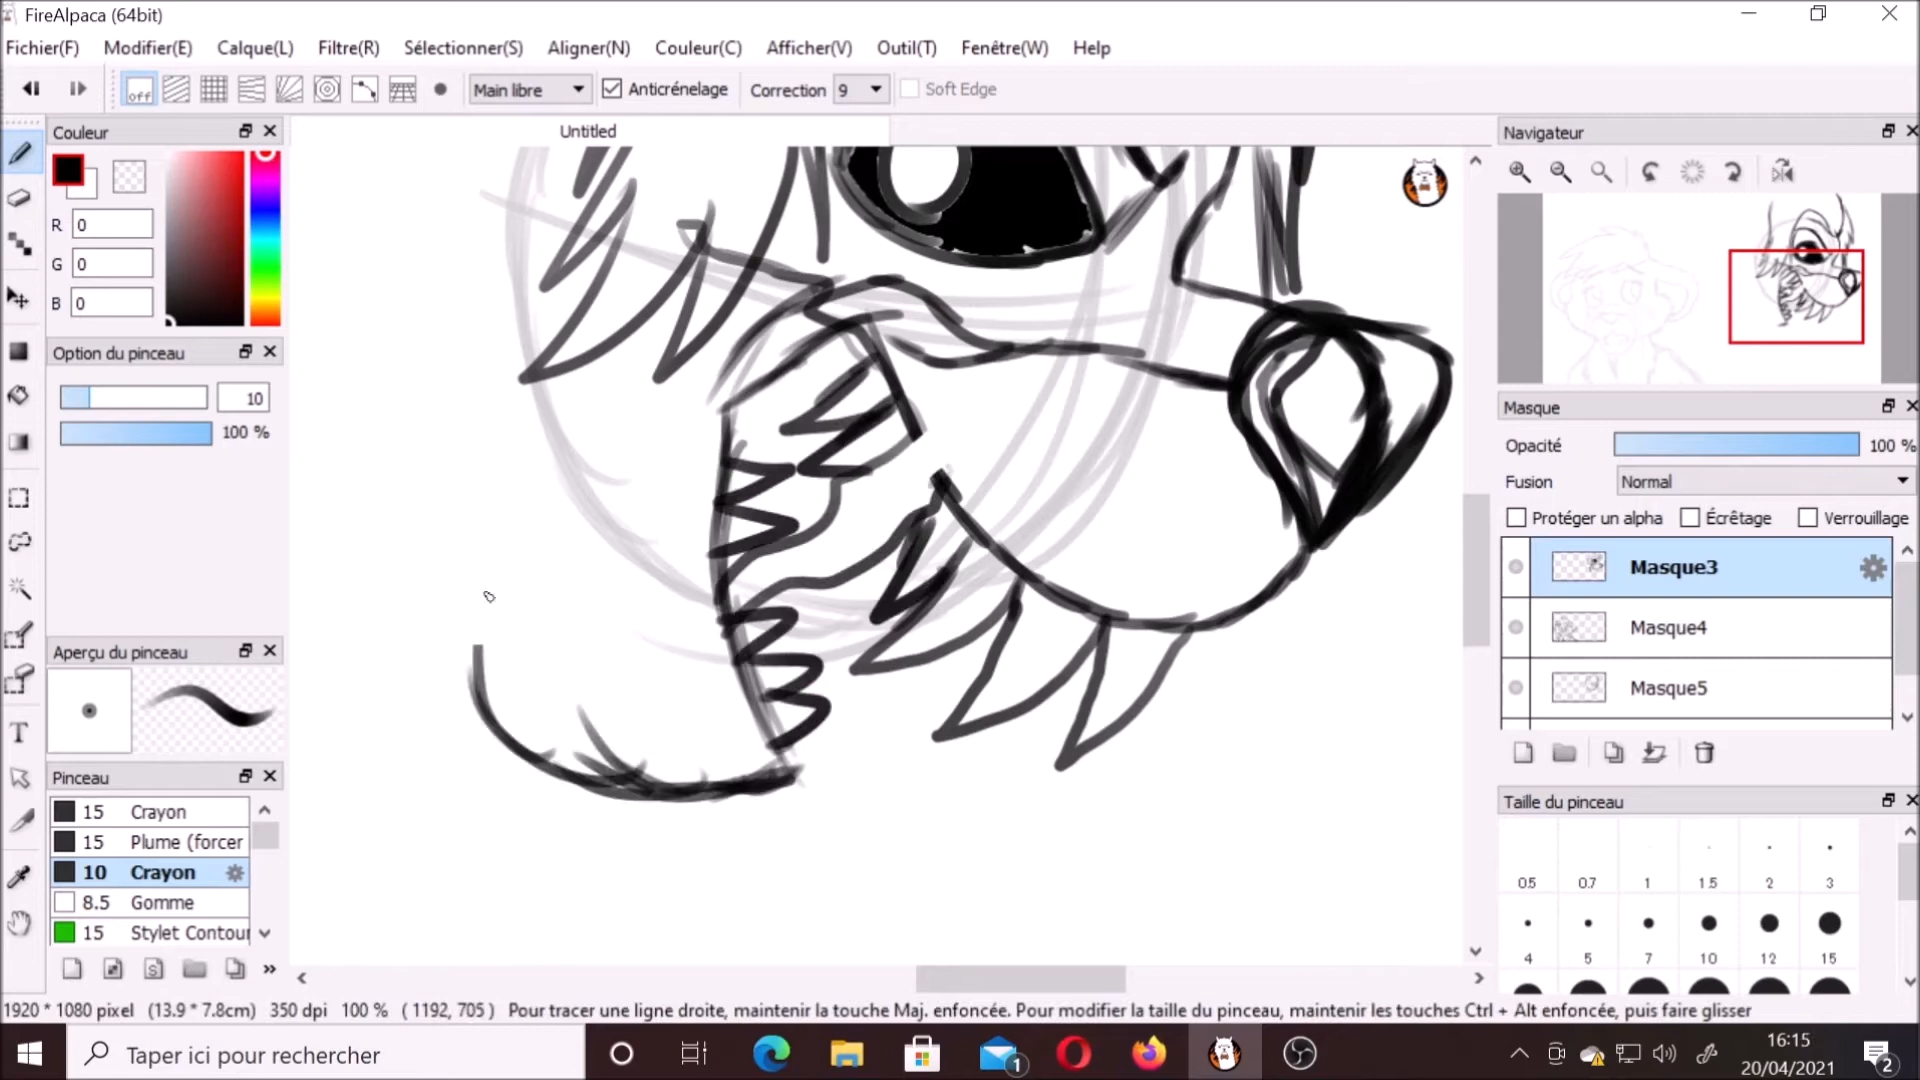 FireAlpaca (64bit)
Fichier(F) Modifier(E) Calque(L) Filtre(R) Sélectionner(S) Aligner(N) Couleur(C) Afficher(V) Outil(T) Fenêtre(W) Help
off Main libre Anticrénelage Correction 9 Soft Edge
Couleur
Untitled
Navigateur
R 0
G 0
B 0
Option du pinceau
10
100 %
Masque
Opacité 100 %
Fusion Normal
Protéger un alpha Écrêtage Verrouillage
Masque3
Masque4
Masque5
Aperçu du pinceau
T
Pinceau
15 Crayon
15 Plume (forcer
10 Crayon
8.5 Gomme
15 Stylet Contour
S
Taille du pinceau
0.5 0.7 1 1.5 2 3
4 5 7 10 12 15
1920 * 1080 pixel (13.9 * 7.8cm) 350 dpi 100 % ( 1192, 705 ) Pour tracer une ligne droite, maintenir la touche Maj. enfoncée. Pour modifier la taille du pinceau, maintenir les touches Ctrl + Alt enfoncée, puis faire glisser
Taper ici pour rechercher
1
16:15
20/04/2021
2